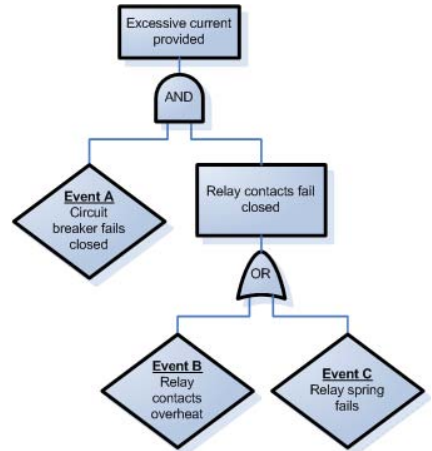 Excessive current
provided
AND
Event A
Circuit
breaker fails
closed
Relay contacts fail
closed
OR
Event B
Relay
contacts
overheat
Event C
Relay spring
fails